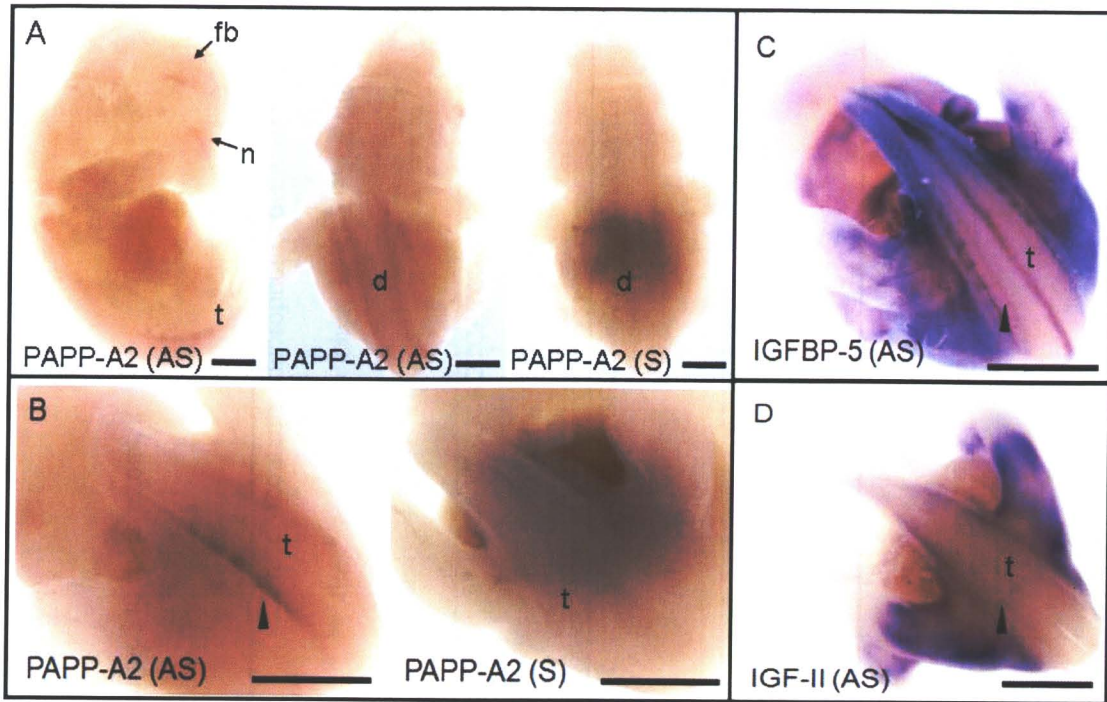 A
fb
n
t
PAPP-A2 (AS)
d
PAPP-A2 (AS)
d
PAPP-A2 (S)
B
t
PAPP-A2 (AS)
t
PAPP-A2 (S)
C
t
IGFBP-5 (AS)
D
t
IGF-II (AS)